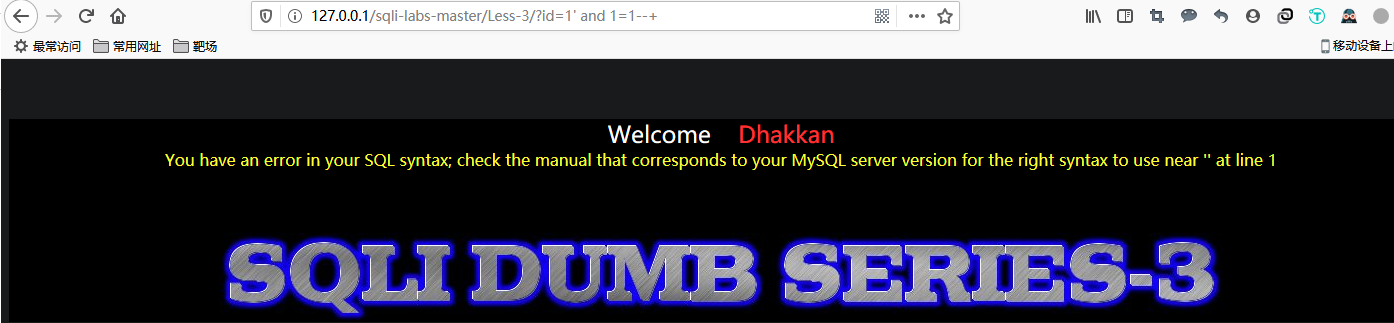 127.0.0.1/sqli-labs-master/Less-3/?id=1' and 1=1--+
最常访问 常用网址 靶场 移动设备上
Welcome Dhakkan
You have an error in your SQL syntax; check the manual that corresponds to your MySQL server version for the right syntax to use near '' at line 1
SQLI DUMB SERIES-3